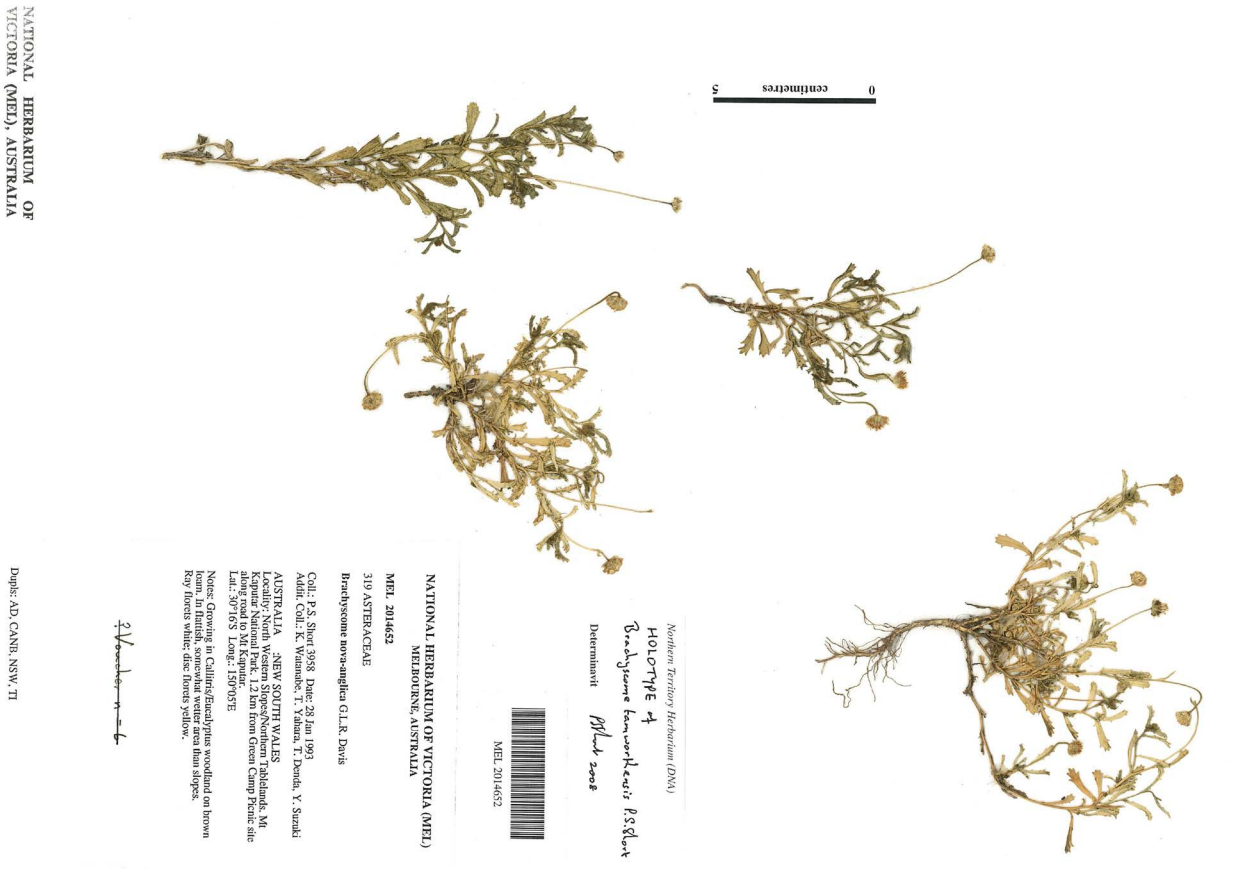 NATIONAL HERBARIUM OF
VICTORIA (MEL), AUSTRALIA
0 centimetres 5
Northern Territory Herbarium (DNA)
HOLOTYPE of
Brachyscome tamworthensis P.S.Short
Determinavit PSShort 2008
MEL 2014652
NATIONAL HERBARIUM OF VICTORIA (MEL)
MELBOURNE, AUSTRALIA
MEL 2014652
319 ASTERACEAE
Brachyscome nova-anglica G.L.R. Davis
Coll.: P.S. Short 3958 Date: 28 Jan 1993
Addit. Coll.: K. Watanabe, T. Yahara, T. Denda, Y. Suzuki
AUSTRALIA :NEW SOUTH WALES
Locality: North Western Slopes/Northern Tablelands. Mt
Kaputar National Park. 1.2 km from Green Camp Picnic site
along road to Mt Kaputar.
Lat.: 30°16'S Long.: 150°05'E
Notes: Growing in Callitris/Eucalyptus woodland on brown
loam. In flattish, somewhat wetter area than slopes.
Ray florets white; disc florets yellow.
? Voucher n = 6
Dupls: AD, CANB, NSW, TI